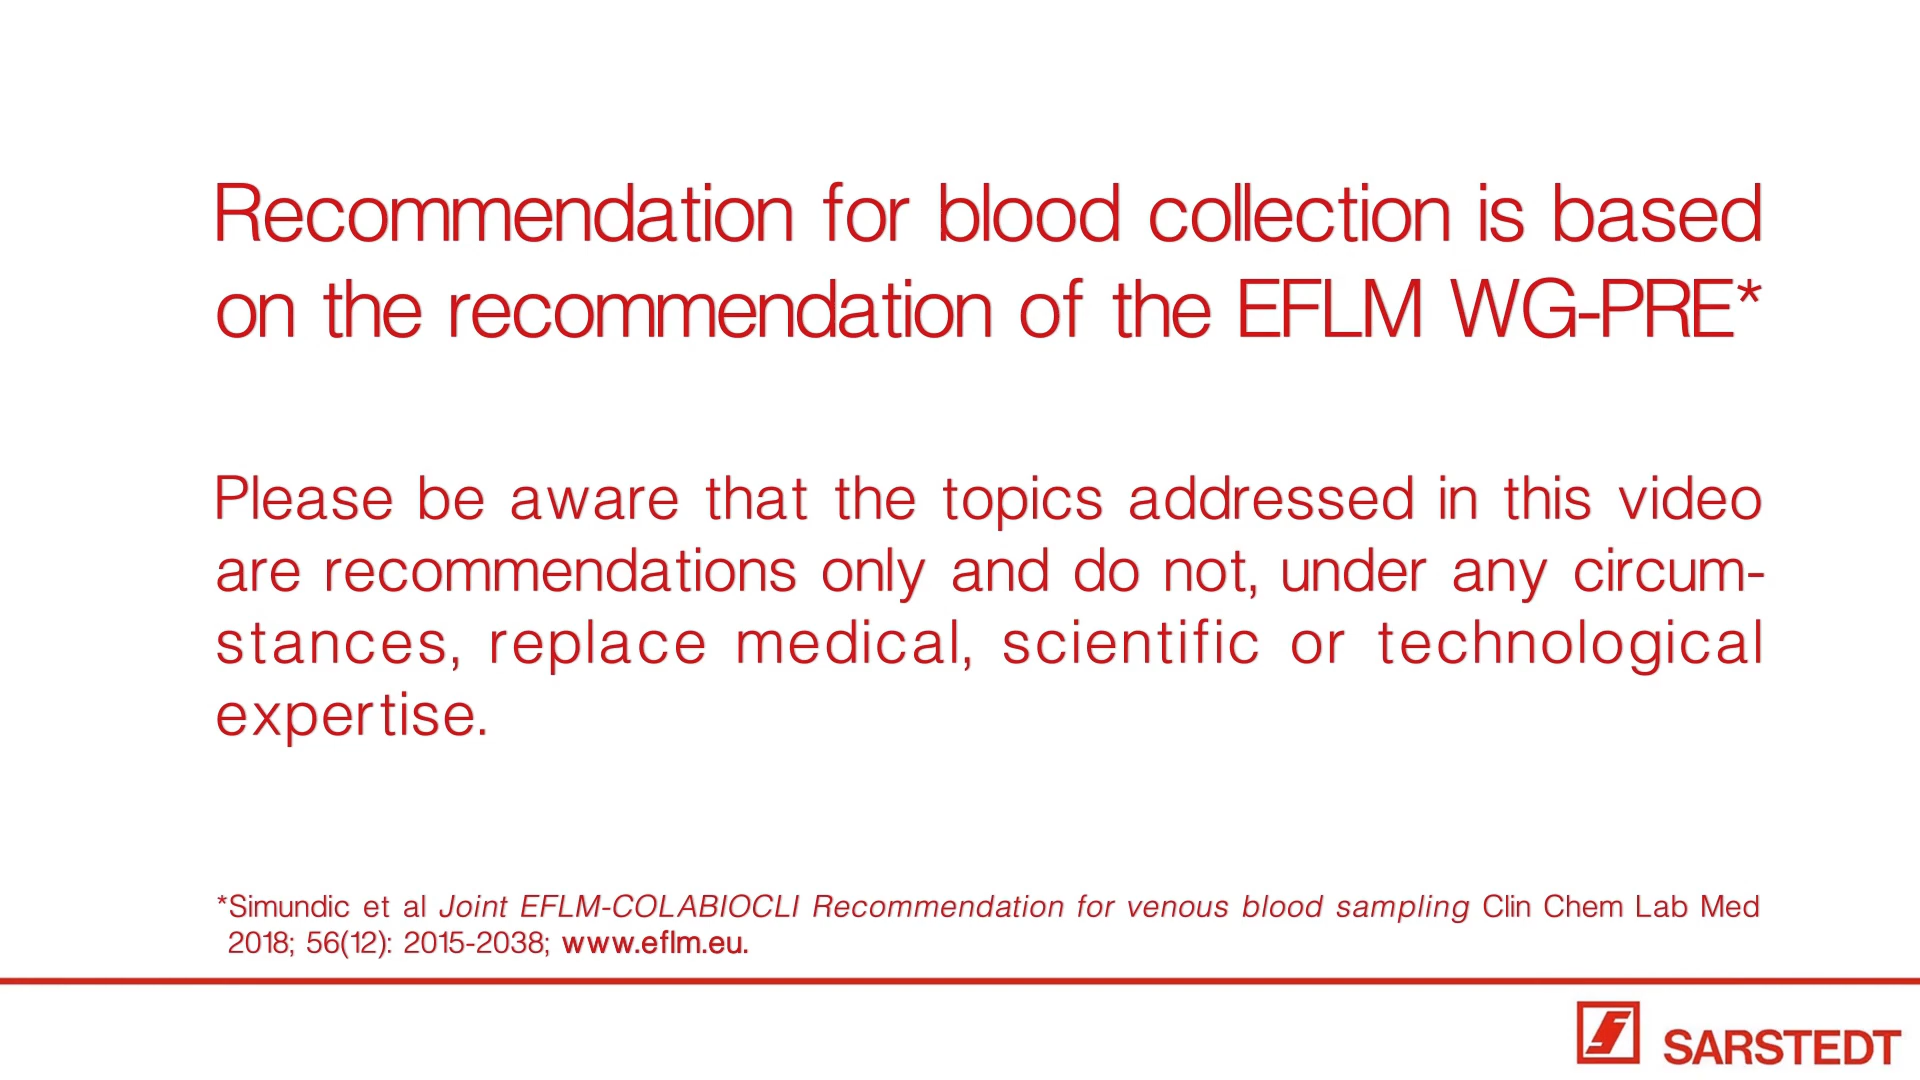 Recommendation for blood collection is based
on the recommendation of the EFLM WG-PRE*
Please be aware that the topics addressed in this video
are recommendations only and do not, under any circum-
stances, replace medical, scientific or technological
expertise.
*Simundic et al Joint EFLM-COLABIOCLI Recommendation for venous blood sampling Clin Chem Lab Med
2018; 56(12): 2015-2038; www.eflm.eu.
SARSTEDT